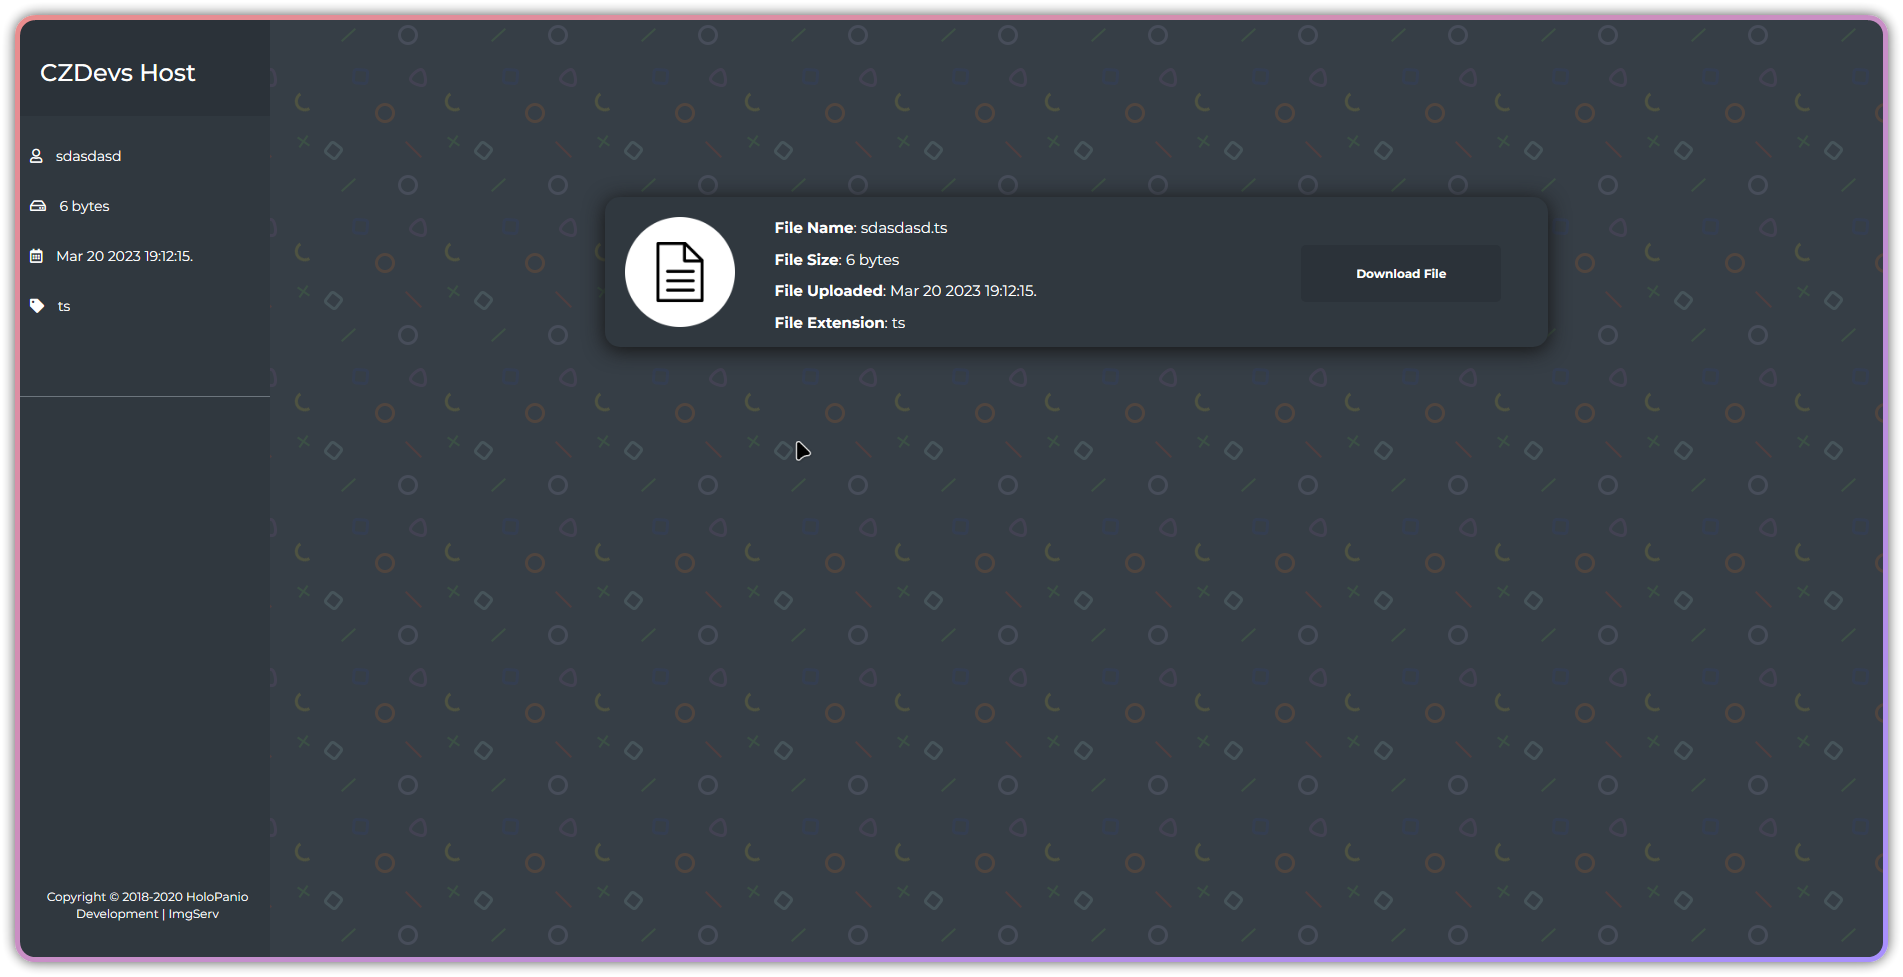 CZDevs Host
sdasdasd
6 bytes
Mar 20 2023 19:12:15.
ts
File Name: sdasdasd.ts
File Size: 6 bytes
File Uploaded: Mar 20 2023 19:12:15.
File Extension: ts
Download File
Copyright © 2018-2020 HoloPanio
Development | ImgServ